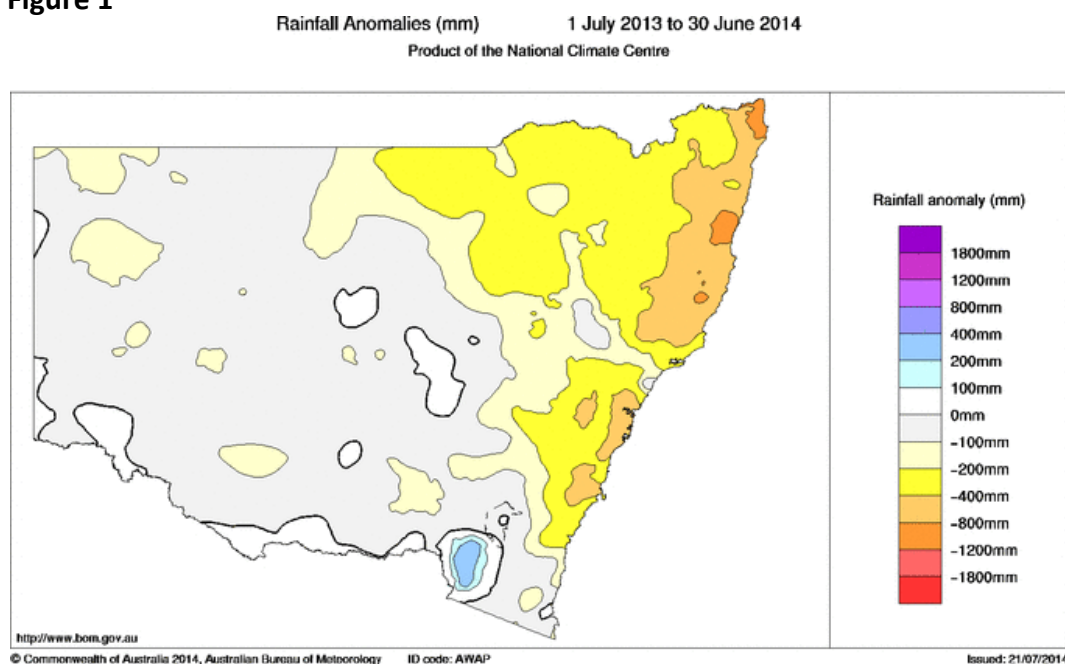 Figure 1
Rainfall Anomalies (mm) 1 July 2013 to 30 June 2014
Product of the National Climate Centre
Rainfall anomaly (mm)
1800mm
1200mm
800mm
400mm
200mm
100mm
0mm
-100mm
-200mm
-400mm
-800mm
-1200mm
-1800mm
http://www.bom.gov.au
© Commonwealth of Australia 2014, Australian Bureau of Meteorology ID code: AWAP Issued: 21/07/2014